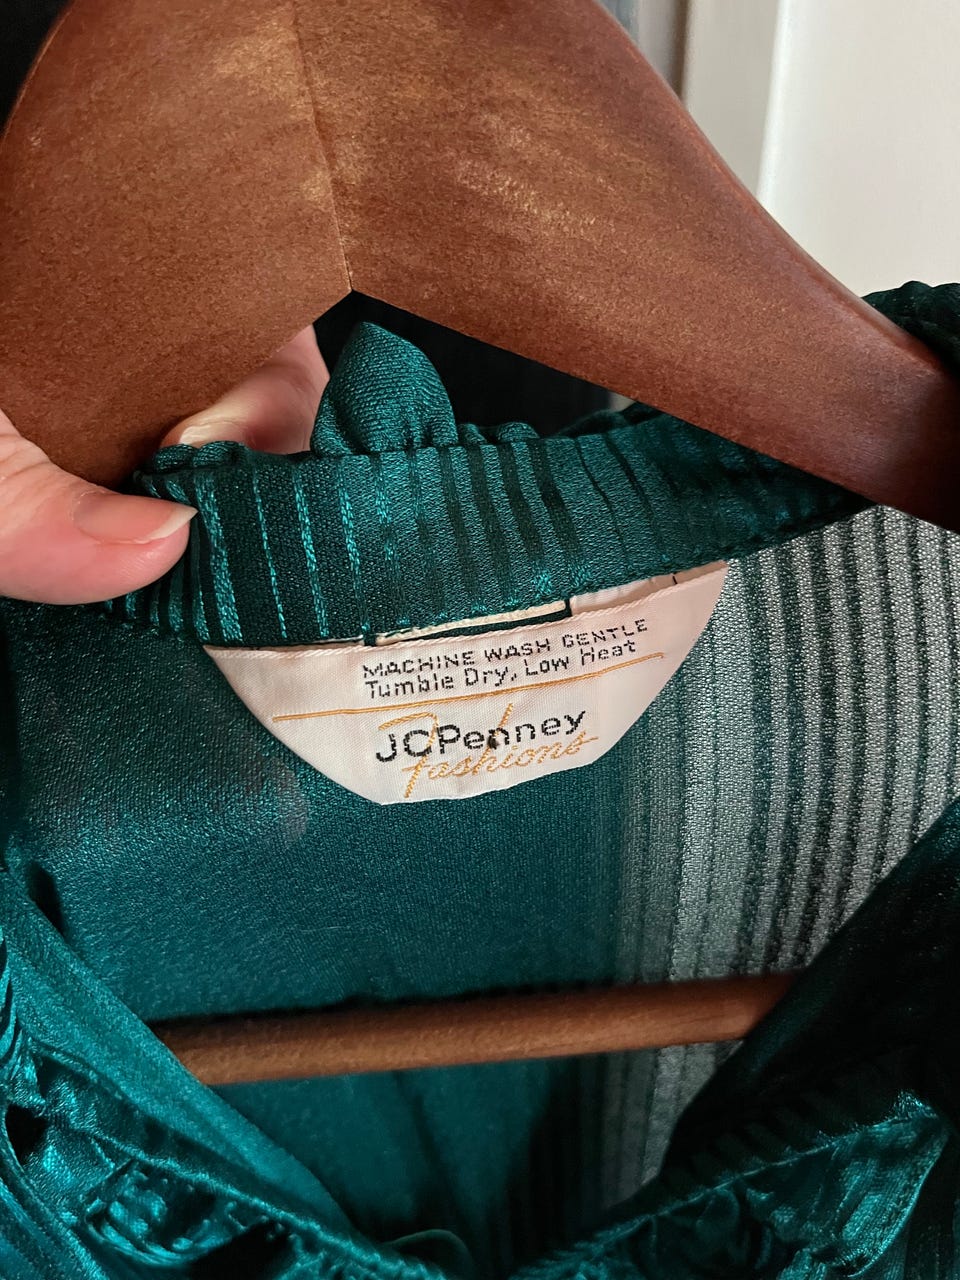 MACHINE WASH GENTLE
Tumble Dry, Low Heat
JCPenney
Fashions